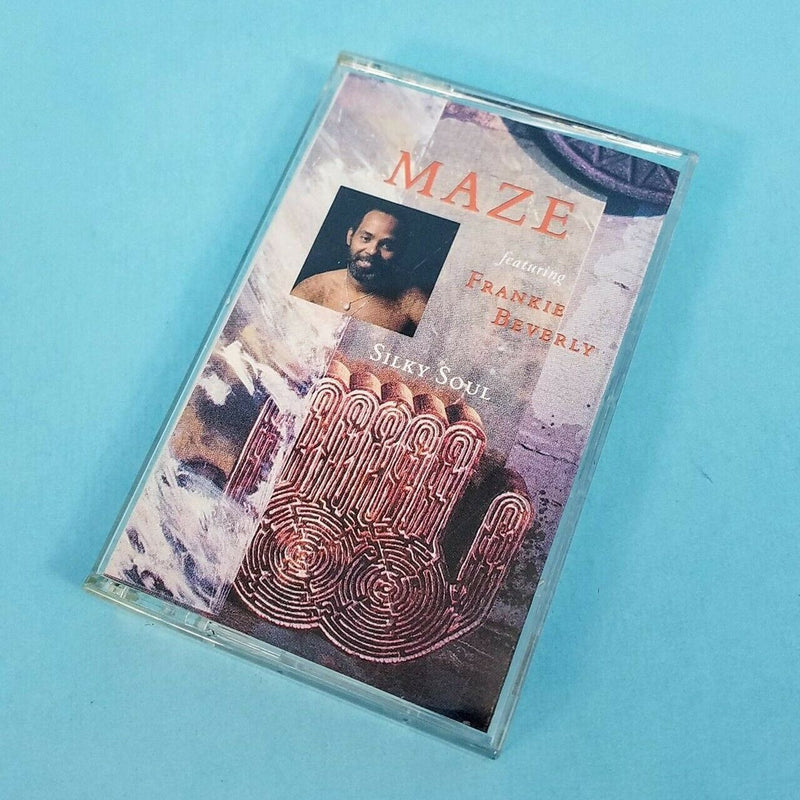 MAZE
featuring
FRANKIE
BEVERLY
SILKY SOUL